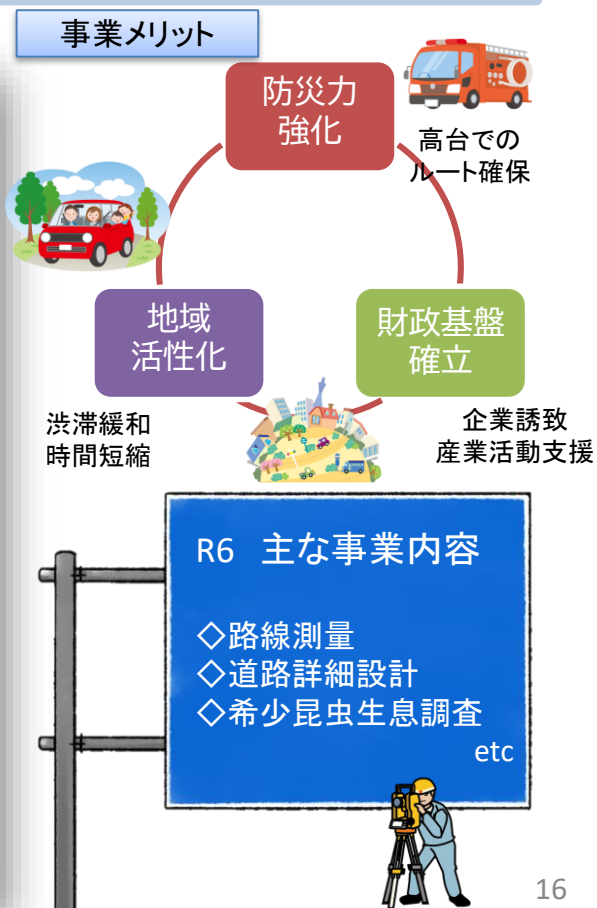 事業メリット
防災力
強化
高台での
ルート確保
地域
活性化
財政基盤
確立
渋滞緩和
時間短縮
企業誘致
産業活動支援
R6 主な事業内容
◇路線測量
◇道路詳細設計
◇希少昆虫生息調査
etc
16